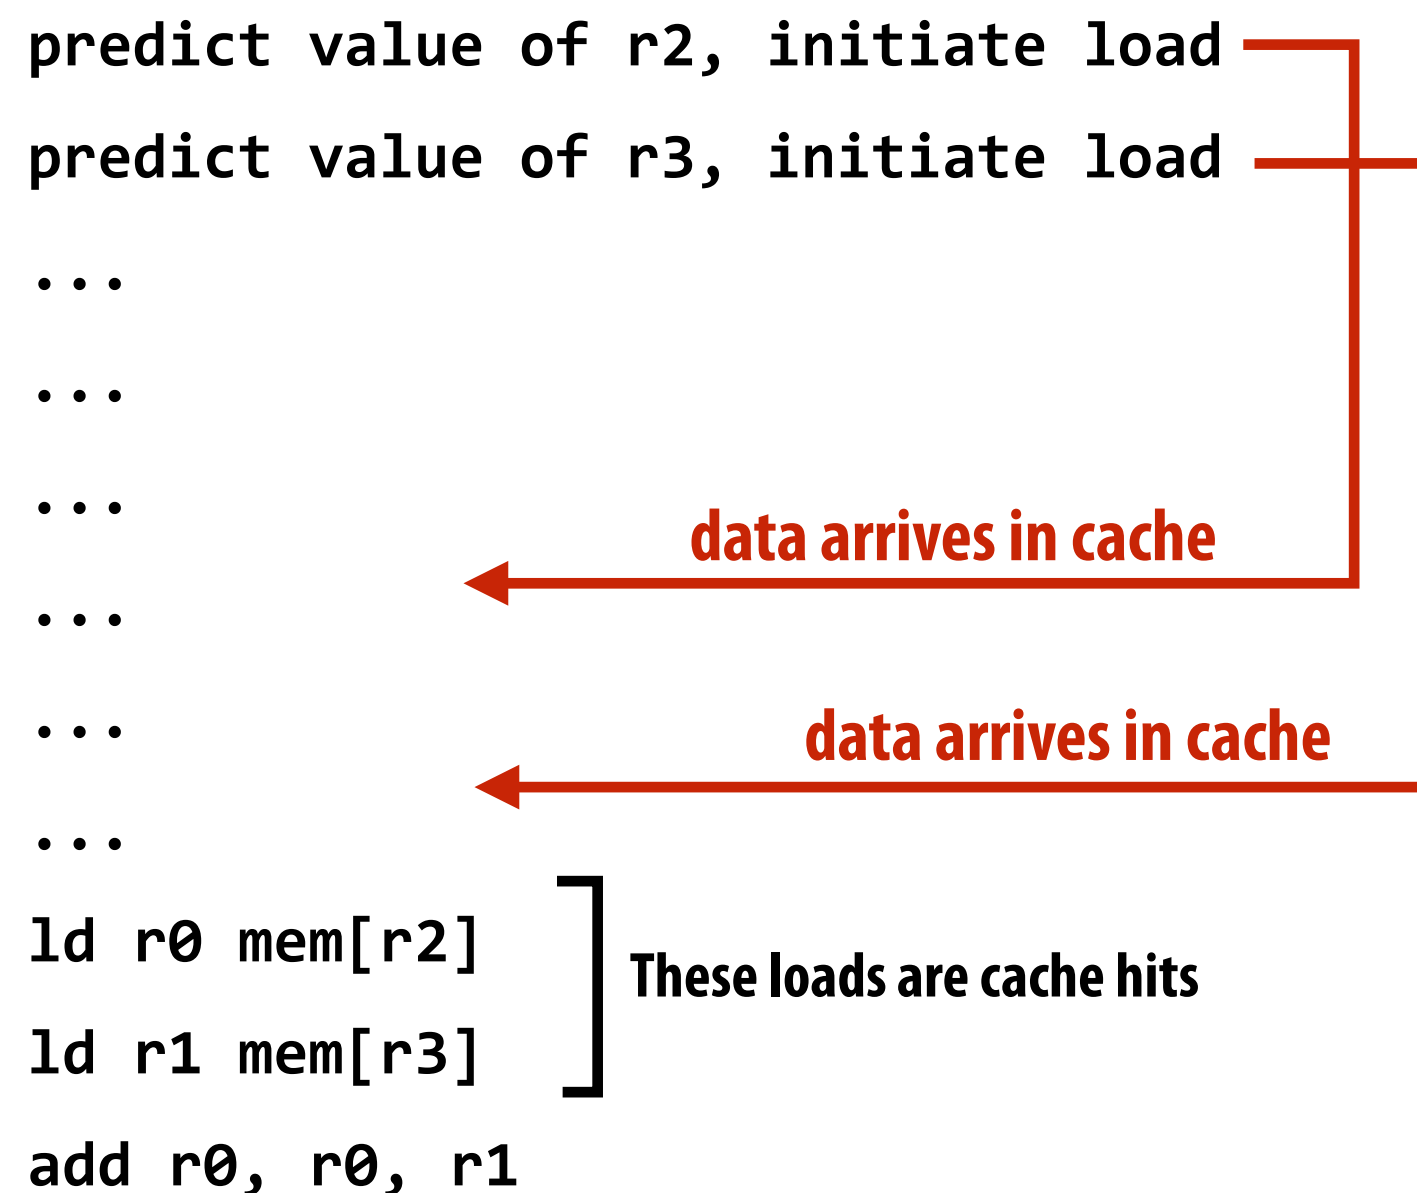 predict value of r2, initiate load
predict value of r3, initiate load
...
...
...
data arrives in cache
...
...
data arrives in cache
...
ld r0 mem[r2]
These loads are cache hits
ld r1 mem[r3]
add r0, r0, r1